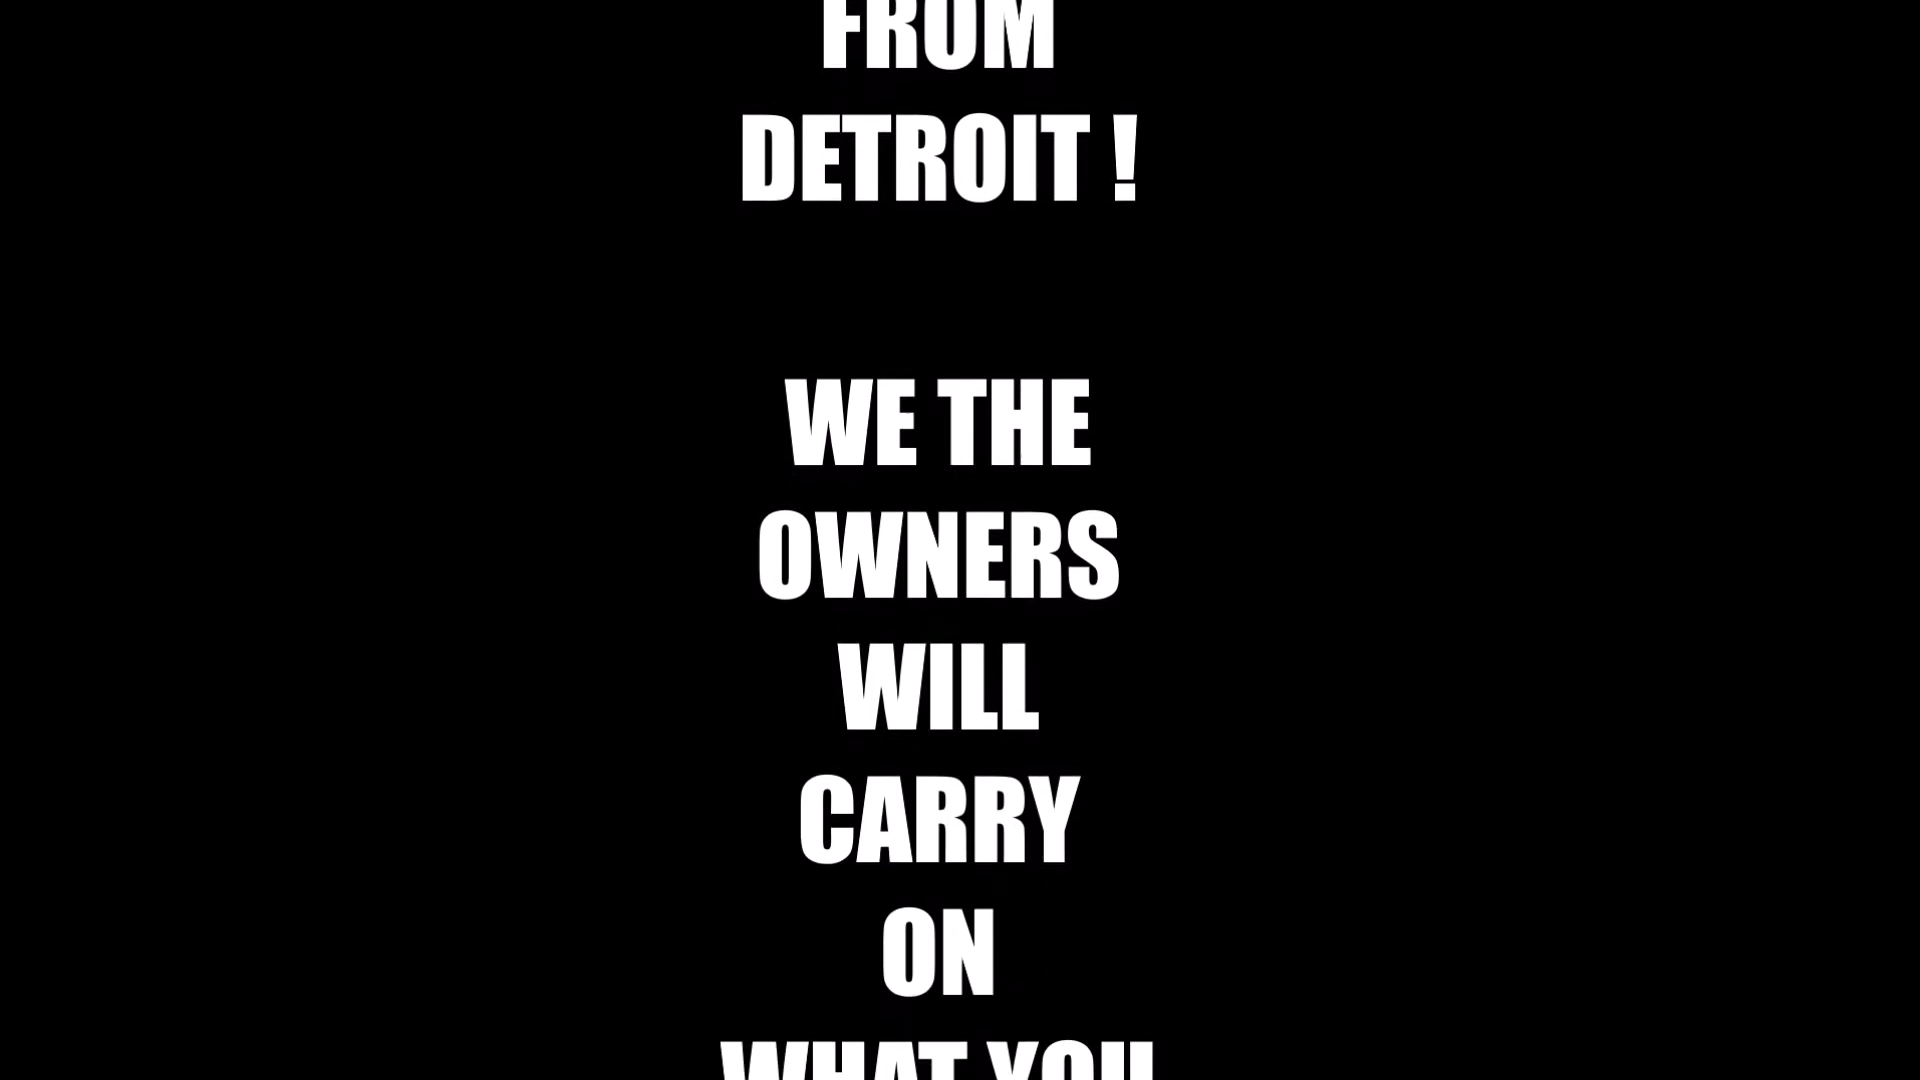 FROM
DETROIT !
WE THE
OWNERS
WILL
CARRY
ON
WHAT YOU